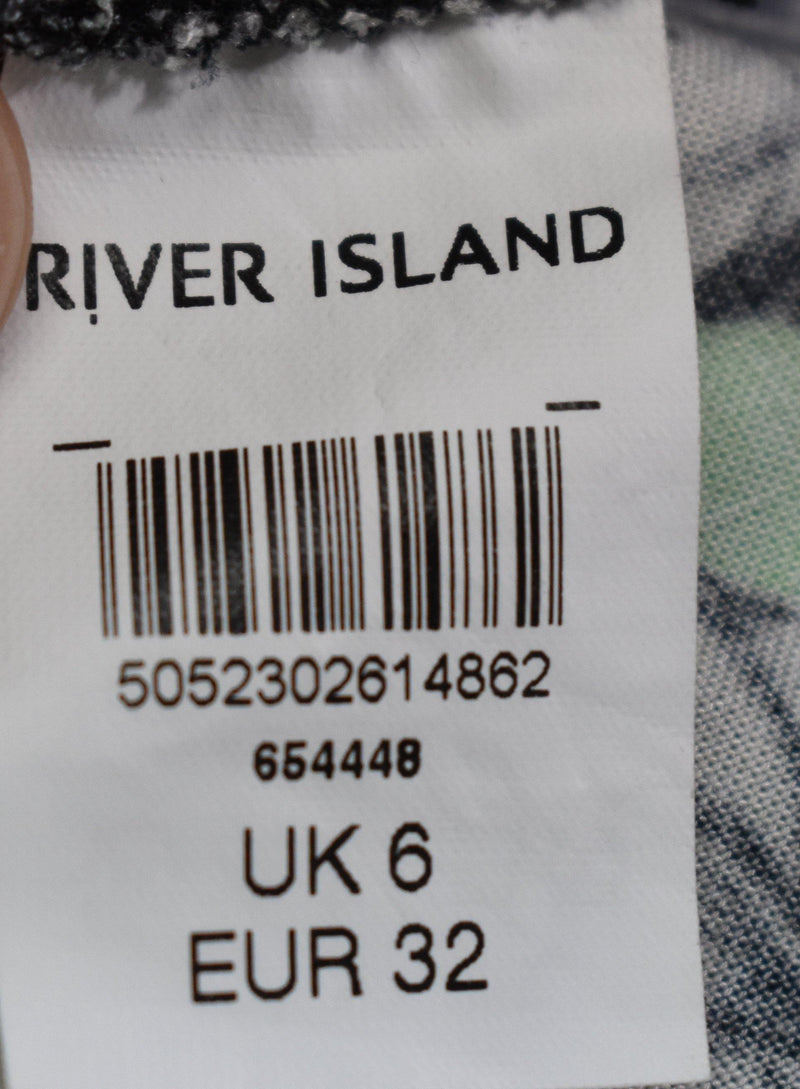 RIVER ISLAND
5052302614862
654448
UK 6
EUR 32